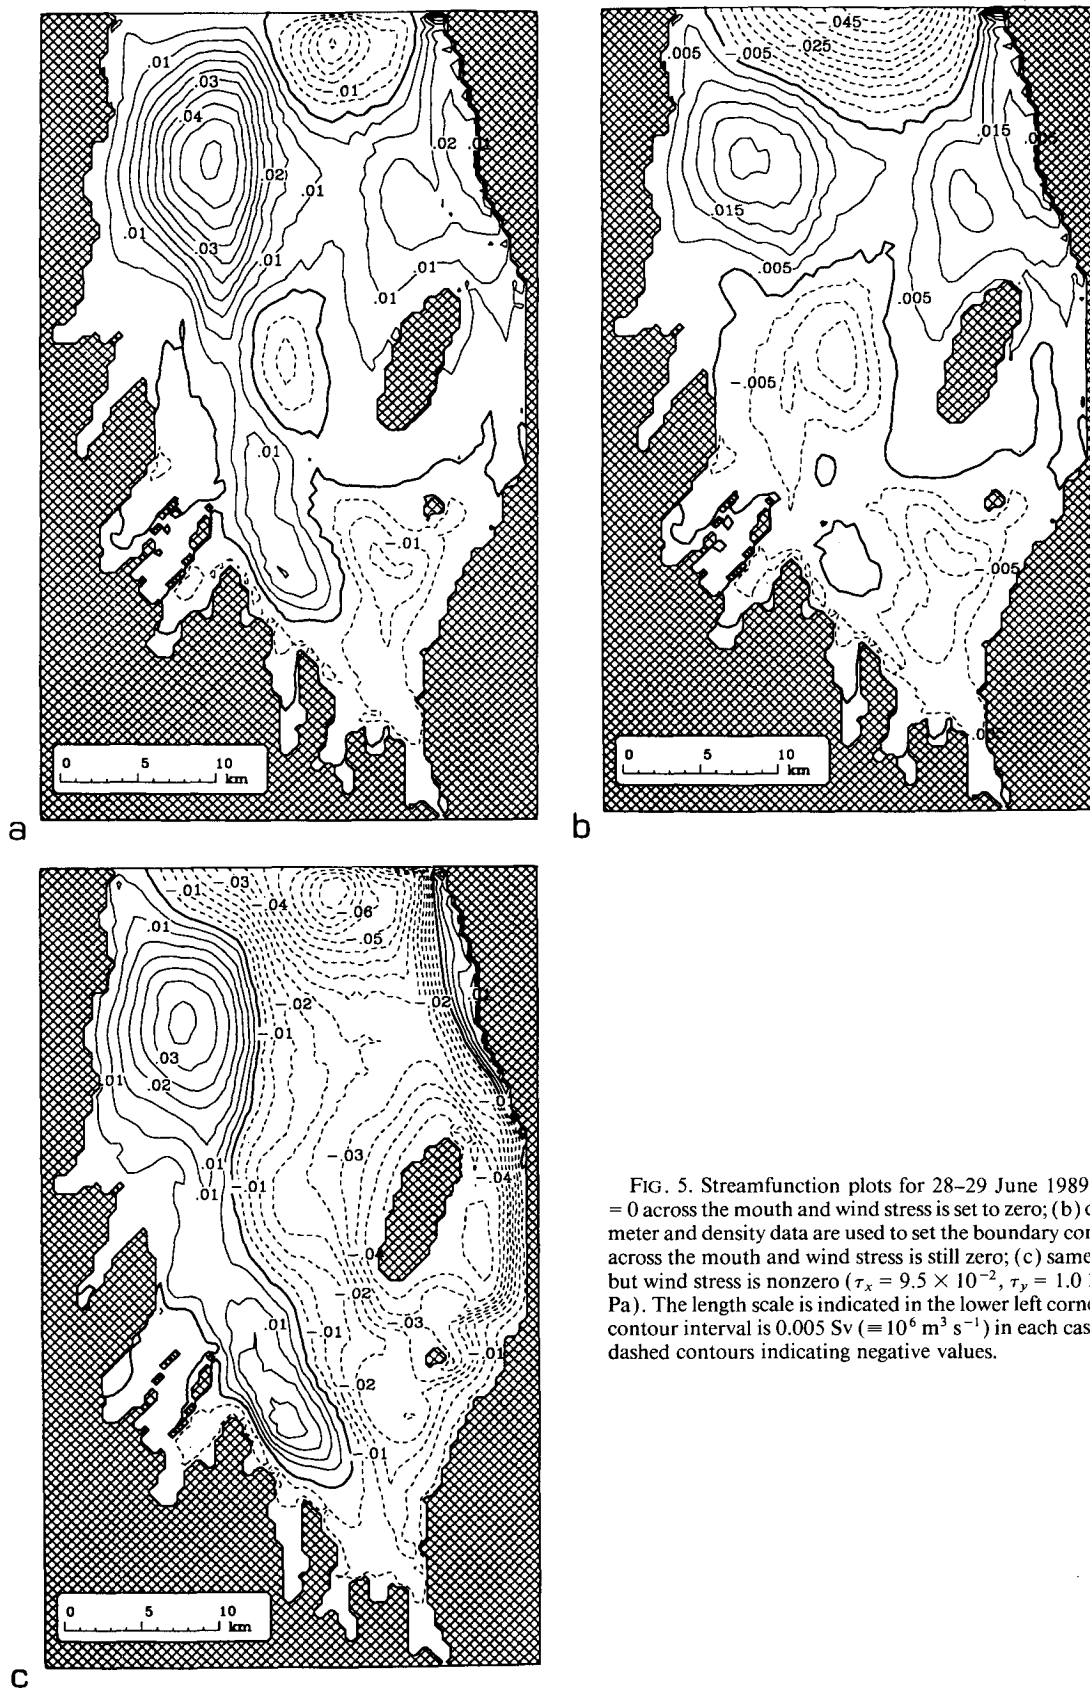 .01
.03
.04
-.01
.02
.02
.01
.01
.03
.01
.01
.01
.01
-.01
0 5 10
km
a
-.045
.005
-.005
-.025
.015
.015
.005
.005
.005
-.005
-.005
0 5 10
km
b
-.01
-.03
-.04
-.06
.01
-.05
-.02
-.02
-.01
.03
.01
.02
-.03
.01
-.04
.01
-.01
-.04
-.02
-.03
.01
-.01
-.01
-.02
-.01
0 5 10
km
c
FIG. 5. Streamfunction plots for 28–29 June 1989
= 0 across the mouth and wind stress is set to zero; (b)
meter and density data are used to set the boundary
across the mouth and wind stress is still zero; (c) same
but wind stress is nonzero (τx = 9.5 × 10−2, τy = 1.0
Pa). The length scale is indicated in the lower left
contour interval is 0.005 Sv (≡10⁶ m³ s⁻¹) in each
dashed contours indicating negative values.